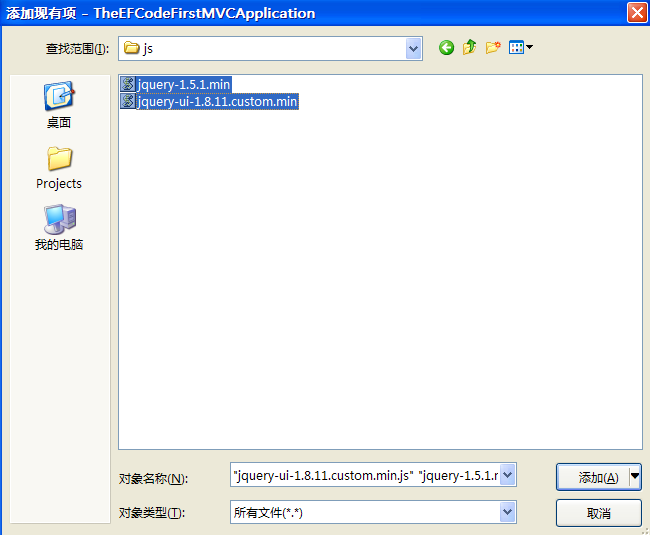 添加现有项 - TheEFCodeFirstMVCApplication
查找范围(I): js
jquery-1.5.1.min
jquery-ui-1.8.11.custom.min
桌面
Projects
我的电脑
对象名称(N): "jquery-ui-1.8.11.custom.min.js" "jquery-1.5.1.r
添加(A)
对象类型(T): 所有文件(*.*)
取消